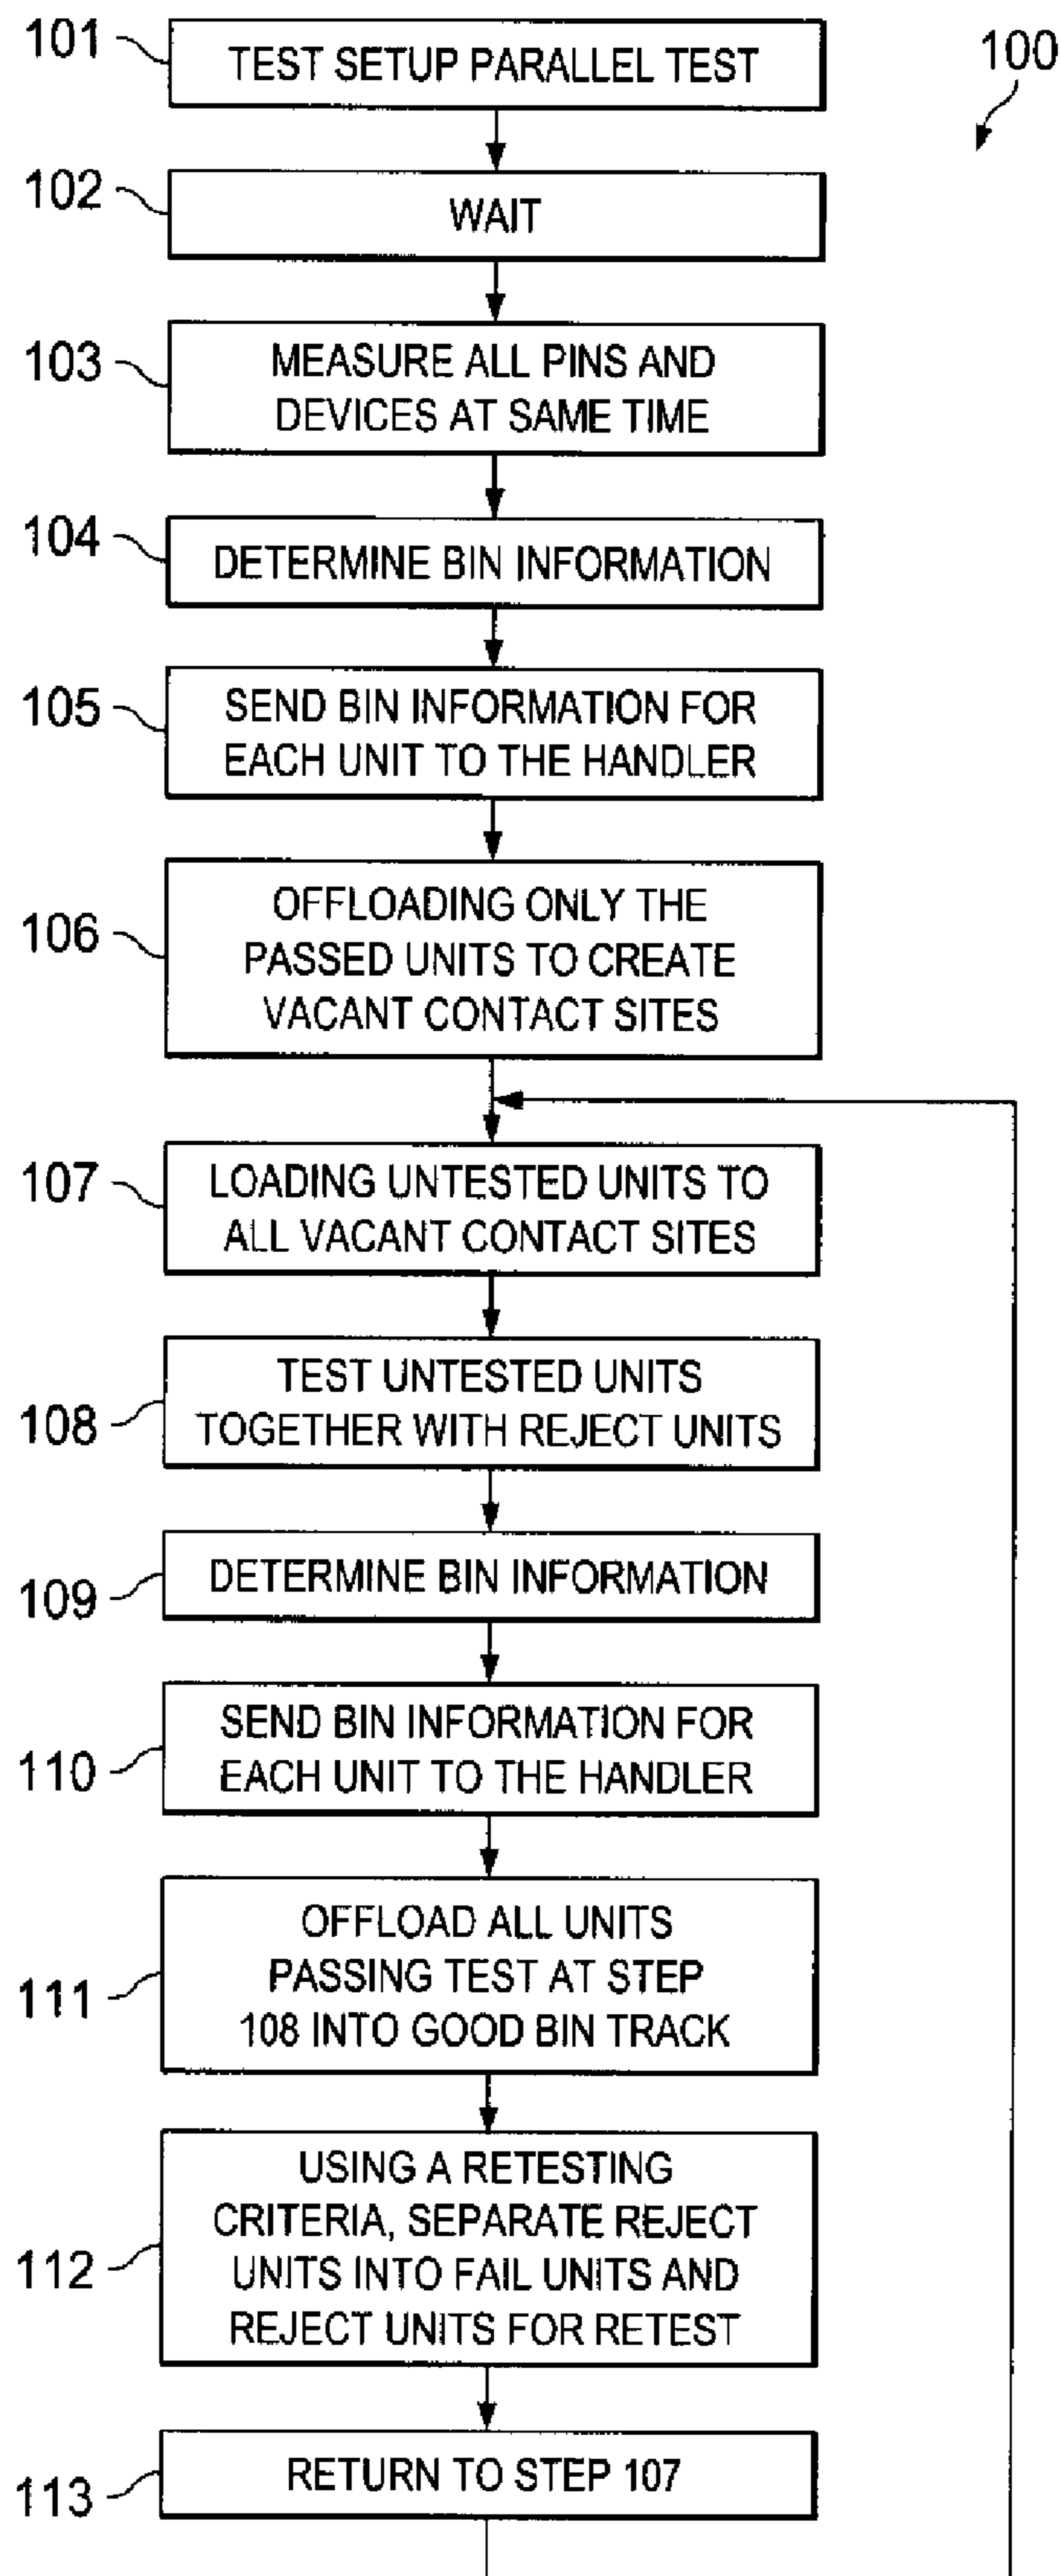 101
TEST SETUP PARALLEL TEST
100
102
WAIT
103
MEASURE ALL PINS AND
DEVICES AT SAME TIME
104
DETERMINE BIN INFORMATION
105
SEND BIN INFORMATION FOR
EACH UNIT TO THE HANDLER
106
OFFLOADING ONLY THE
PASSED UNITS TO CREATE
VACANT CONTACT SITES
107
LOADING UNTESTED UNITS TO
ALL VACANT CONTACT SITES
108
TEST UNTESTED UNITS
TOGETHER WITH REJECT UNITS
109
DETERMINE BIN INFORMATION
110
SEND BIN INFORMATION FOR
EACH UNIT TO THE HANDLER
111
OFFLOAD ALL UNITS
PASSING TEST AT STEP
108 INTO GOOD BIN TRACK
112
USING A RETESTING
CRITERIA, SEPARATE REJECT
UNITS INTO FAIL UNITS AND
REJECT UNITS FOR RETEST
113
RETURN TO STEP 107